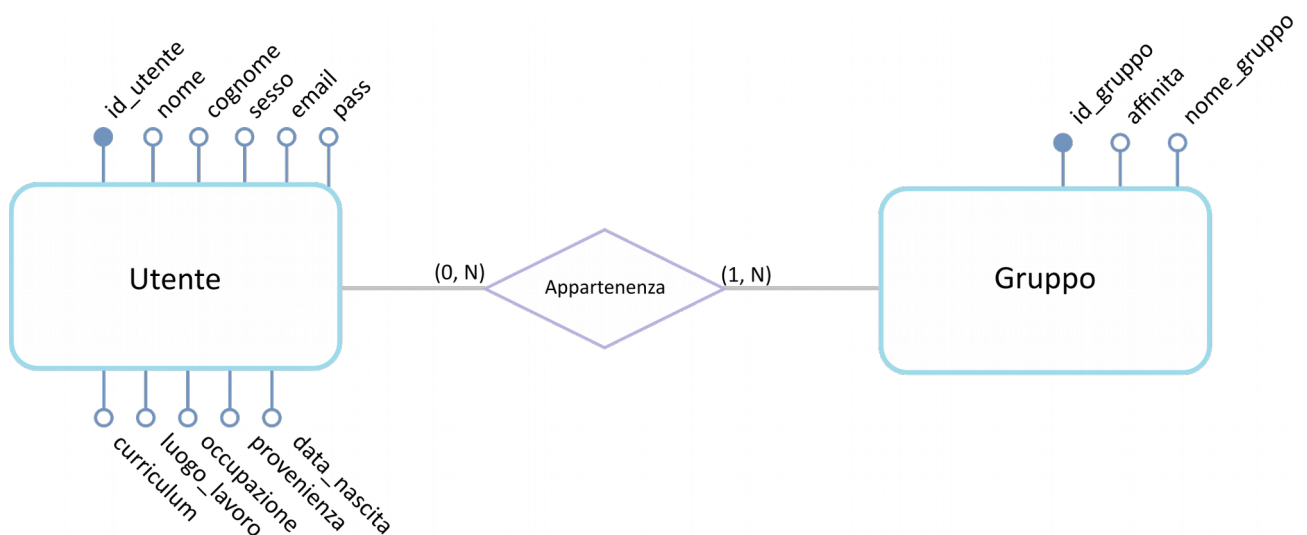 id_utente
nome
cognome
sesso
email
pass
id_gruppo
affinita
nome_gruppo
Utente
(0, N)
Appartenenza
(1, N)
Gruppo
curriculum
luogo_lavoro
occupazione
provenienza
data_nascita